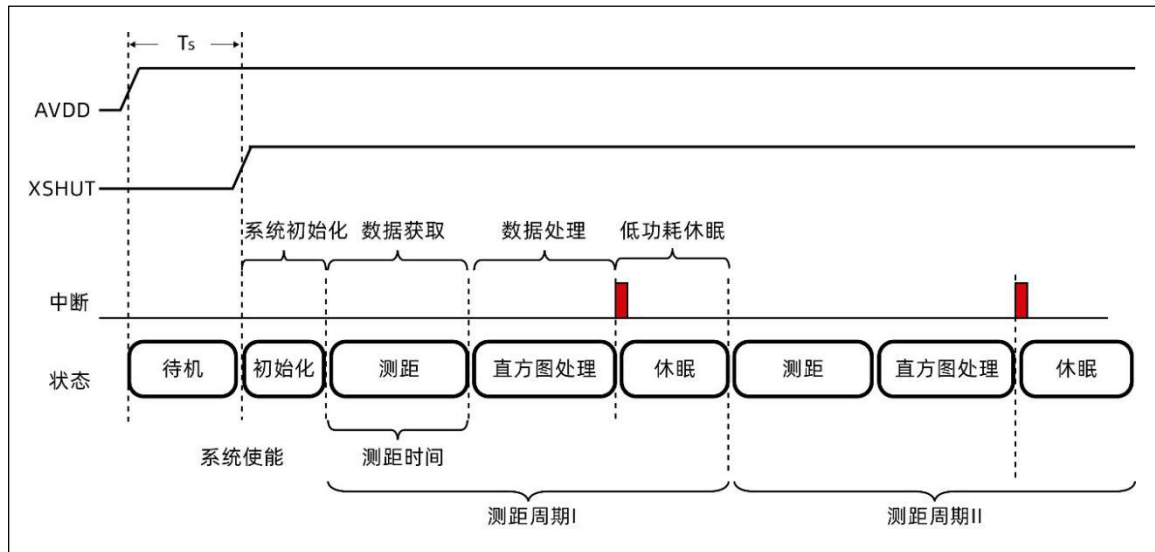 Ts
AVDD
XSHUT
系统初始化 数据获取 数据处理 低功耗休眠
中断
状态 待机 初始化 测距 直方图处理 休眠 测距 直方图处理 休眠
系统使能 测距时间
测距周期I 测距周期II